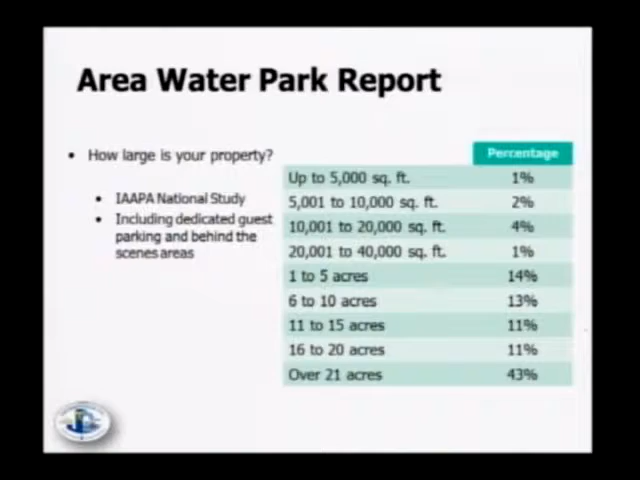 Area Water Park Report
• How large is your property?
• IAAPA National Study
• Including dedicated guest
parking and behind the
scenes areas
Percentage
Up to 5,000 sq. ft. 1%
5,001 to 10,000 sq. ft. 2%
10,001 to 20,000 sq. ft. 4%
20,001 to 40,000 sq. ft. 1%
1 to 5 acres 14%
6 to 10 acres 13%
11 to 15 acres 11%
16 to 20 acres 11%
Over 21 acres 43%